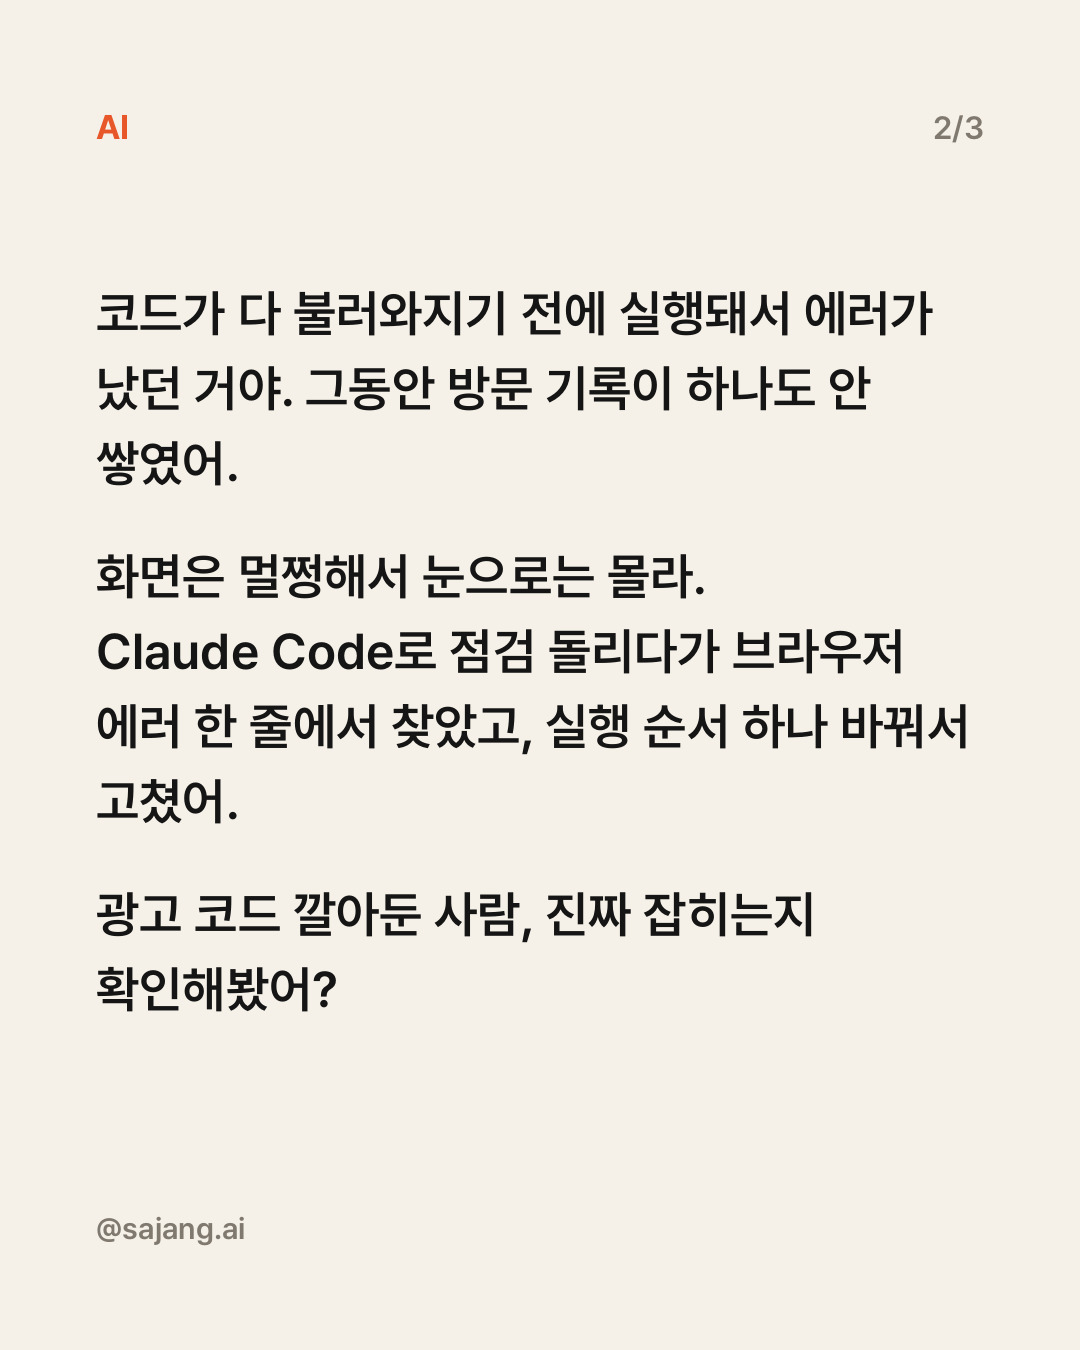 AI
2/3
코드가 다 불러와지기 전에 실행돼서 에러가
났던 거야. 그동안 방문 기록이 하나도 안
쌓였어.
화면은 멀쩡해서 눈으로는 몰라.
Claude Code로 점검 돌리다가 브라우저
에러 한 줄에서 찾았고, 실행 순서 하나 바꿔서
고쳤어.
광고 코드 깔아둔 사람, 진짜 잡히는지
확인해봤어?
@sajang.ai